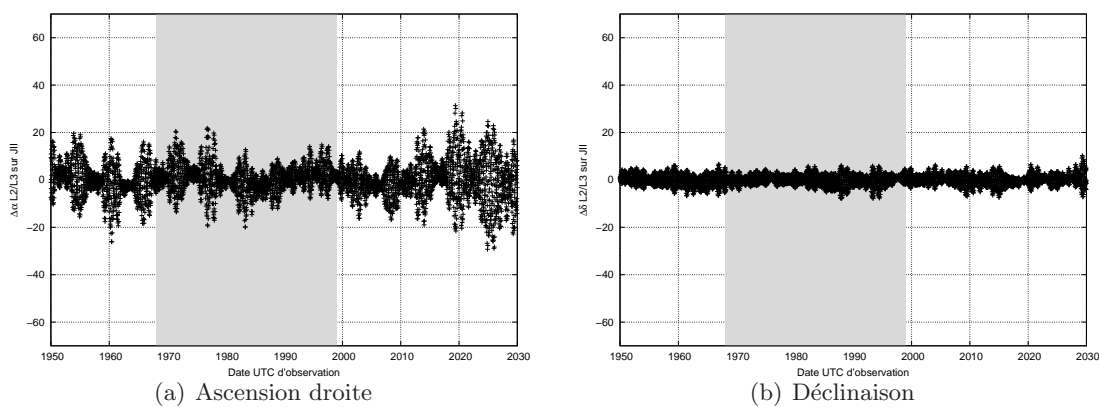 60
40
20
0
−20
−40
−60
Δα L2/L3 sur JII
1950 1960 1970 1980 1990 2000 2010 2020 2030
Date UTC d'observation
(a) Ascension droite
60
40
20
0
−20
−40
−60
Δδ L2/L3 sur JII
1950 1960 1970 1980 1990 2000 2010 2020 2030
Date UTC d'observation
(b) Déclinaison